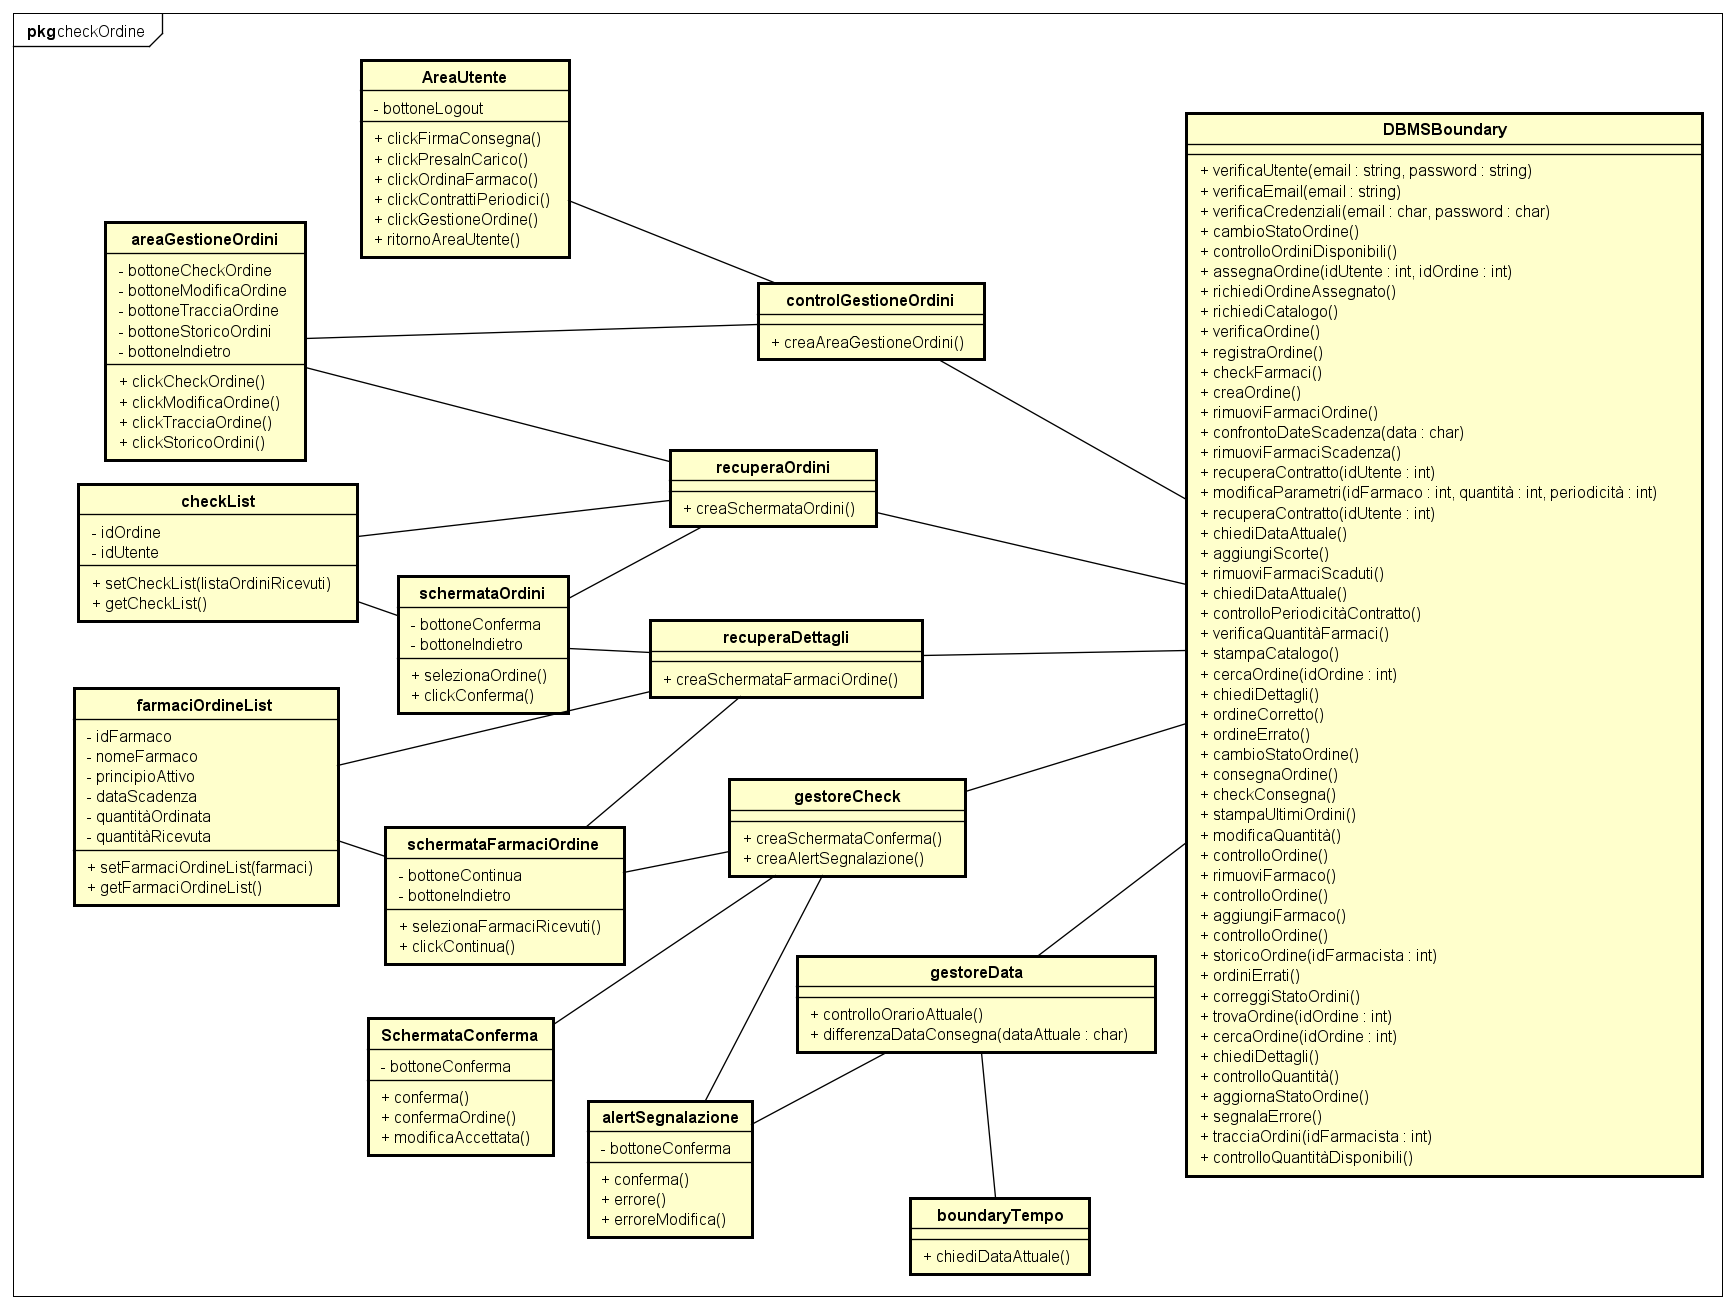 pkg checkOrdine
AreaUtente
- bottoneLogout
+ clickFirmaConsegna()
+ clickPresaInCarico()
+ clickOrdinaFarmaco()
+ clickContrattiPeriodici()
+ clickGestioneOrdine()
+ ritornoAreaUtente()
areaGestioneOrdini
- bottoneCheckOrdine
- bottoneModificaOrdine
- bottoneTracciaOrdine
- bottoneStoricoOrdini
- bottoneIndietro
+ clickCheckOrdine()
+ clickModificaOrdine()
+ clickTracciaOrdine()
+ clickStoricoOrdini()
controlGestioneOrdini
+ creaAreaGestioneOrdini()
recuperaOrdini
+ creaSchermataOrdini()
checkList
- idOrdine
- idUtente
+ setCheckList(listaOrdiniRicevuti)
+ getCheckList()
schermataOrdini
- bottoneConferma
- bottoneIndietro
+ selezionaOrdine()
+ clickConferma()
recuperaDettagli
+ creaSchermataFarmaciOrdine()
farmaciOrdineList
- idFarmaco
- nomeFarmaco
- principioAttivo
- dataScadenza
- quantitàOrdinata
- quantitàRicevuta
+ setFarmaciOrdineList(farmaci)
+ getFarmaciOrdineList()
schermataFarmaciOrdine
- bottoneContinua
- bottoneIndietro
+ selezionaFarmaciRicevuti()
+ clickContinua()
gestoreCheck
+ creaSchermataConferma()
+ creaAlertSegnalazione()
gestoreData
+ controlloOrarioAttuale()
+ differenzaDataConsegna(dataAttuale : char)
SchermataConferma
- bottoneConferma
+ conferma()
+ confermaOrdine()
+ modificaAccettata()
alertSegnalazione
- bottoneConferma
+ conferma()
+ errore()
+ erroreModifica()
boundaryTempo
+ chiediDataAttuale()
DBMSBoundary
+ verificaUtente(email : string, password : string)
+ verificaEmail(email : string)
+ verificaCredenziali(email : char, password : char)
+ cambioStatoOrdine()
+ controlloOrdiniDisponibili()
+ assegnaOrdine(idUtente : int, idOrdine : int)
+ richiediOrdineAssegnato()
+ richiediCatalogo()
+ verificaOrdine()
+ registraOrdine()
+ checkFarmaci()
+ creaOrdine()
+ rimuoviFarmaciOrdine()
+ confrontoDateScadenza(data : char)
+ rimuoviFarmaciScadenza()
+ recuperaContratto(idUtente : int)
+ modificaParametri(idFarmaco : int, quantità : int, periodicità : int)
+ recuperaContratto(idUtente : int)
+ chiediDataAttuale()
+ aggiungiScorte()
+ rimuoviFarmaciScaduti()
+ chiediDataAttuale()
+ controlloPeriodicitàContratto()
+ verificaQuantitàFarmaci()
+ stampaCatalogo()
+ cercaOrdine(idOrdine : int)
+ chiediDettagli()
+ ordineCorretto()
+ ordineErrato()
+ cambioStatoOrdine()
+ consegnaOrdine()
+ checkConsegna()
+ stampaUltimiOrdini()
+ modificaQuantità()
+ controlloOrdine()
+ rimuoviFarmaco()
+ controlloOrdine()
+ aggiungiFarmaco()
+ controlloOrdine()
+ storicoOrdine(idFarmacista : int)
+ ordiniErrati()
+ correggiStatoOrdini()
+ trovaOrdine(idOrdine : int)
+ cercaOrdine(idOrdine : int)
+ chiediDettagli()
+ controlloQuantità()
+ aggiornaStatoOrdine()
+ segnalaErrore()
+ tracciaOrdini(idFarmacista : int)
+ controlloQuantitàDisponibili()